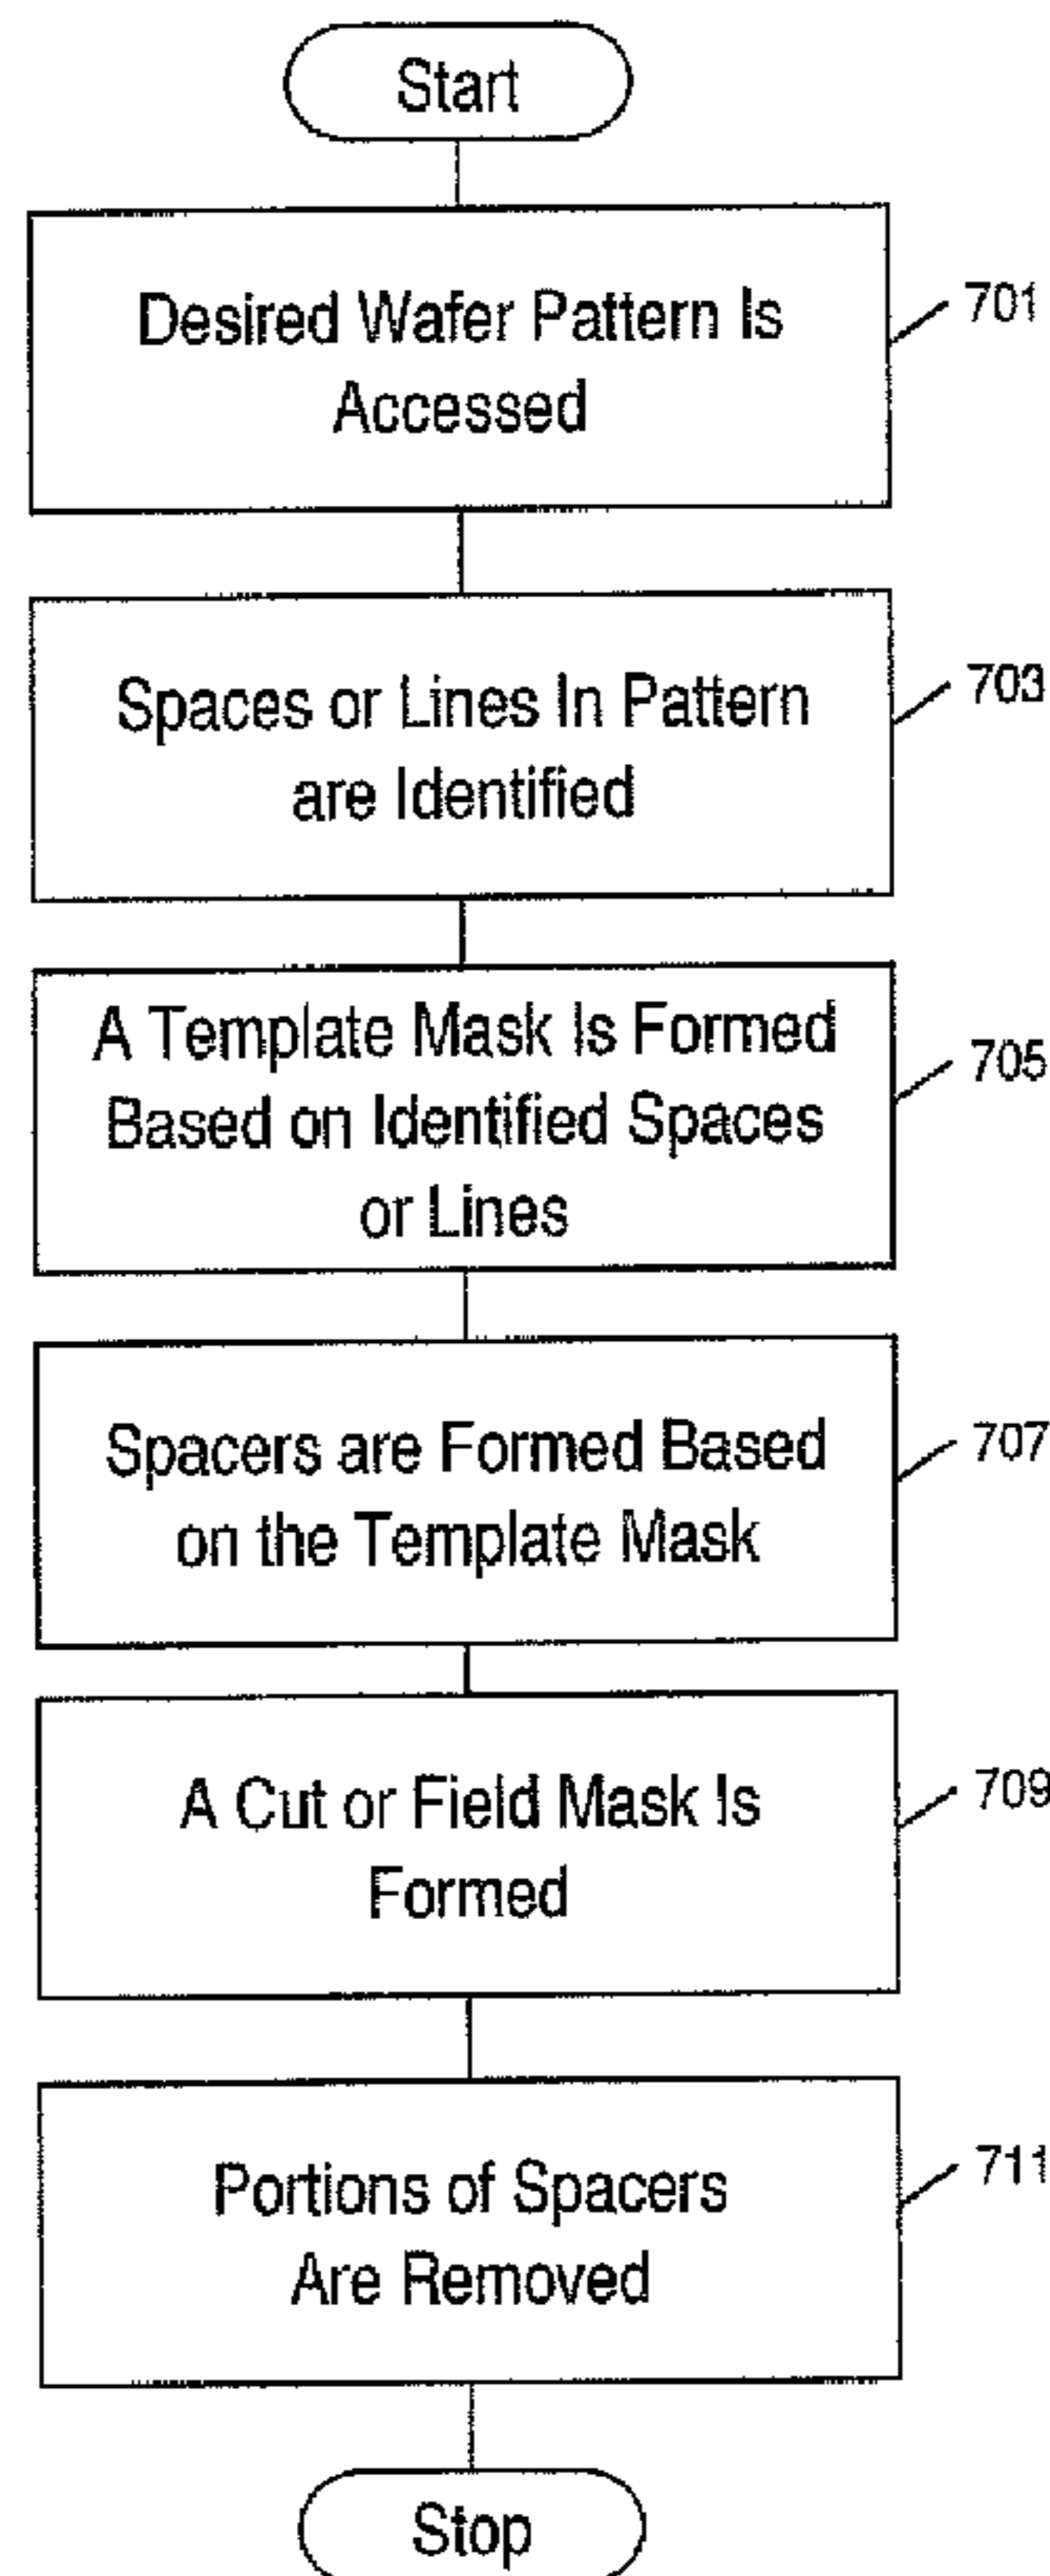 Start
Desired Wafer Pattern Is
Accessed
701
Spaces or Lines In Pattern
are Identified
703
A Template Mask Is Formed
Based on Identified Spaces
or Lines
705
Spacers are Formed Based
on the Template Mask
707
A Cut or Field Mask Is
Formed
709
Portions of Spacers
Are Removed
711
Stop